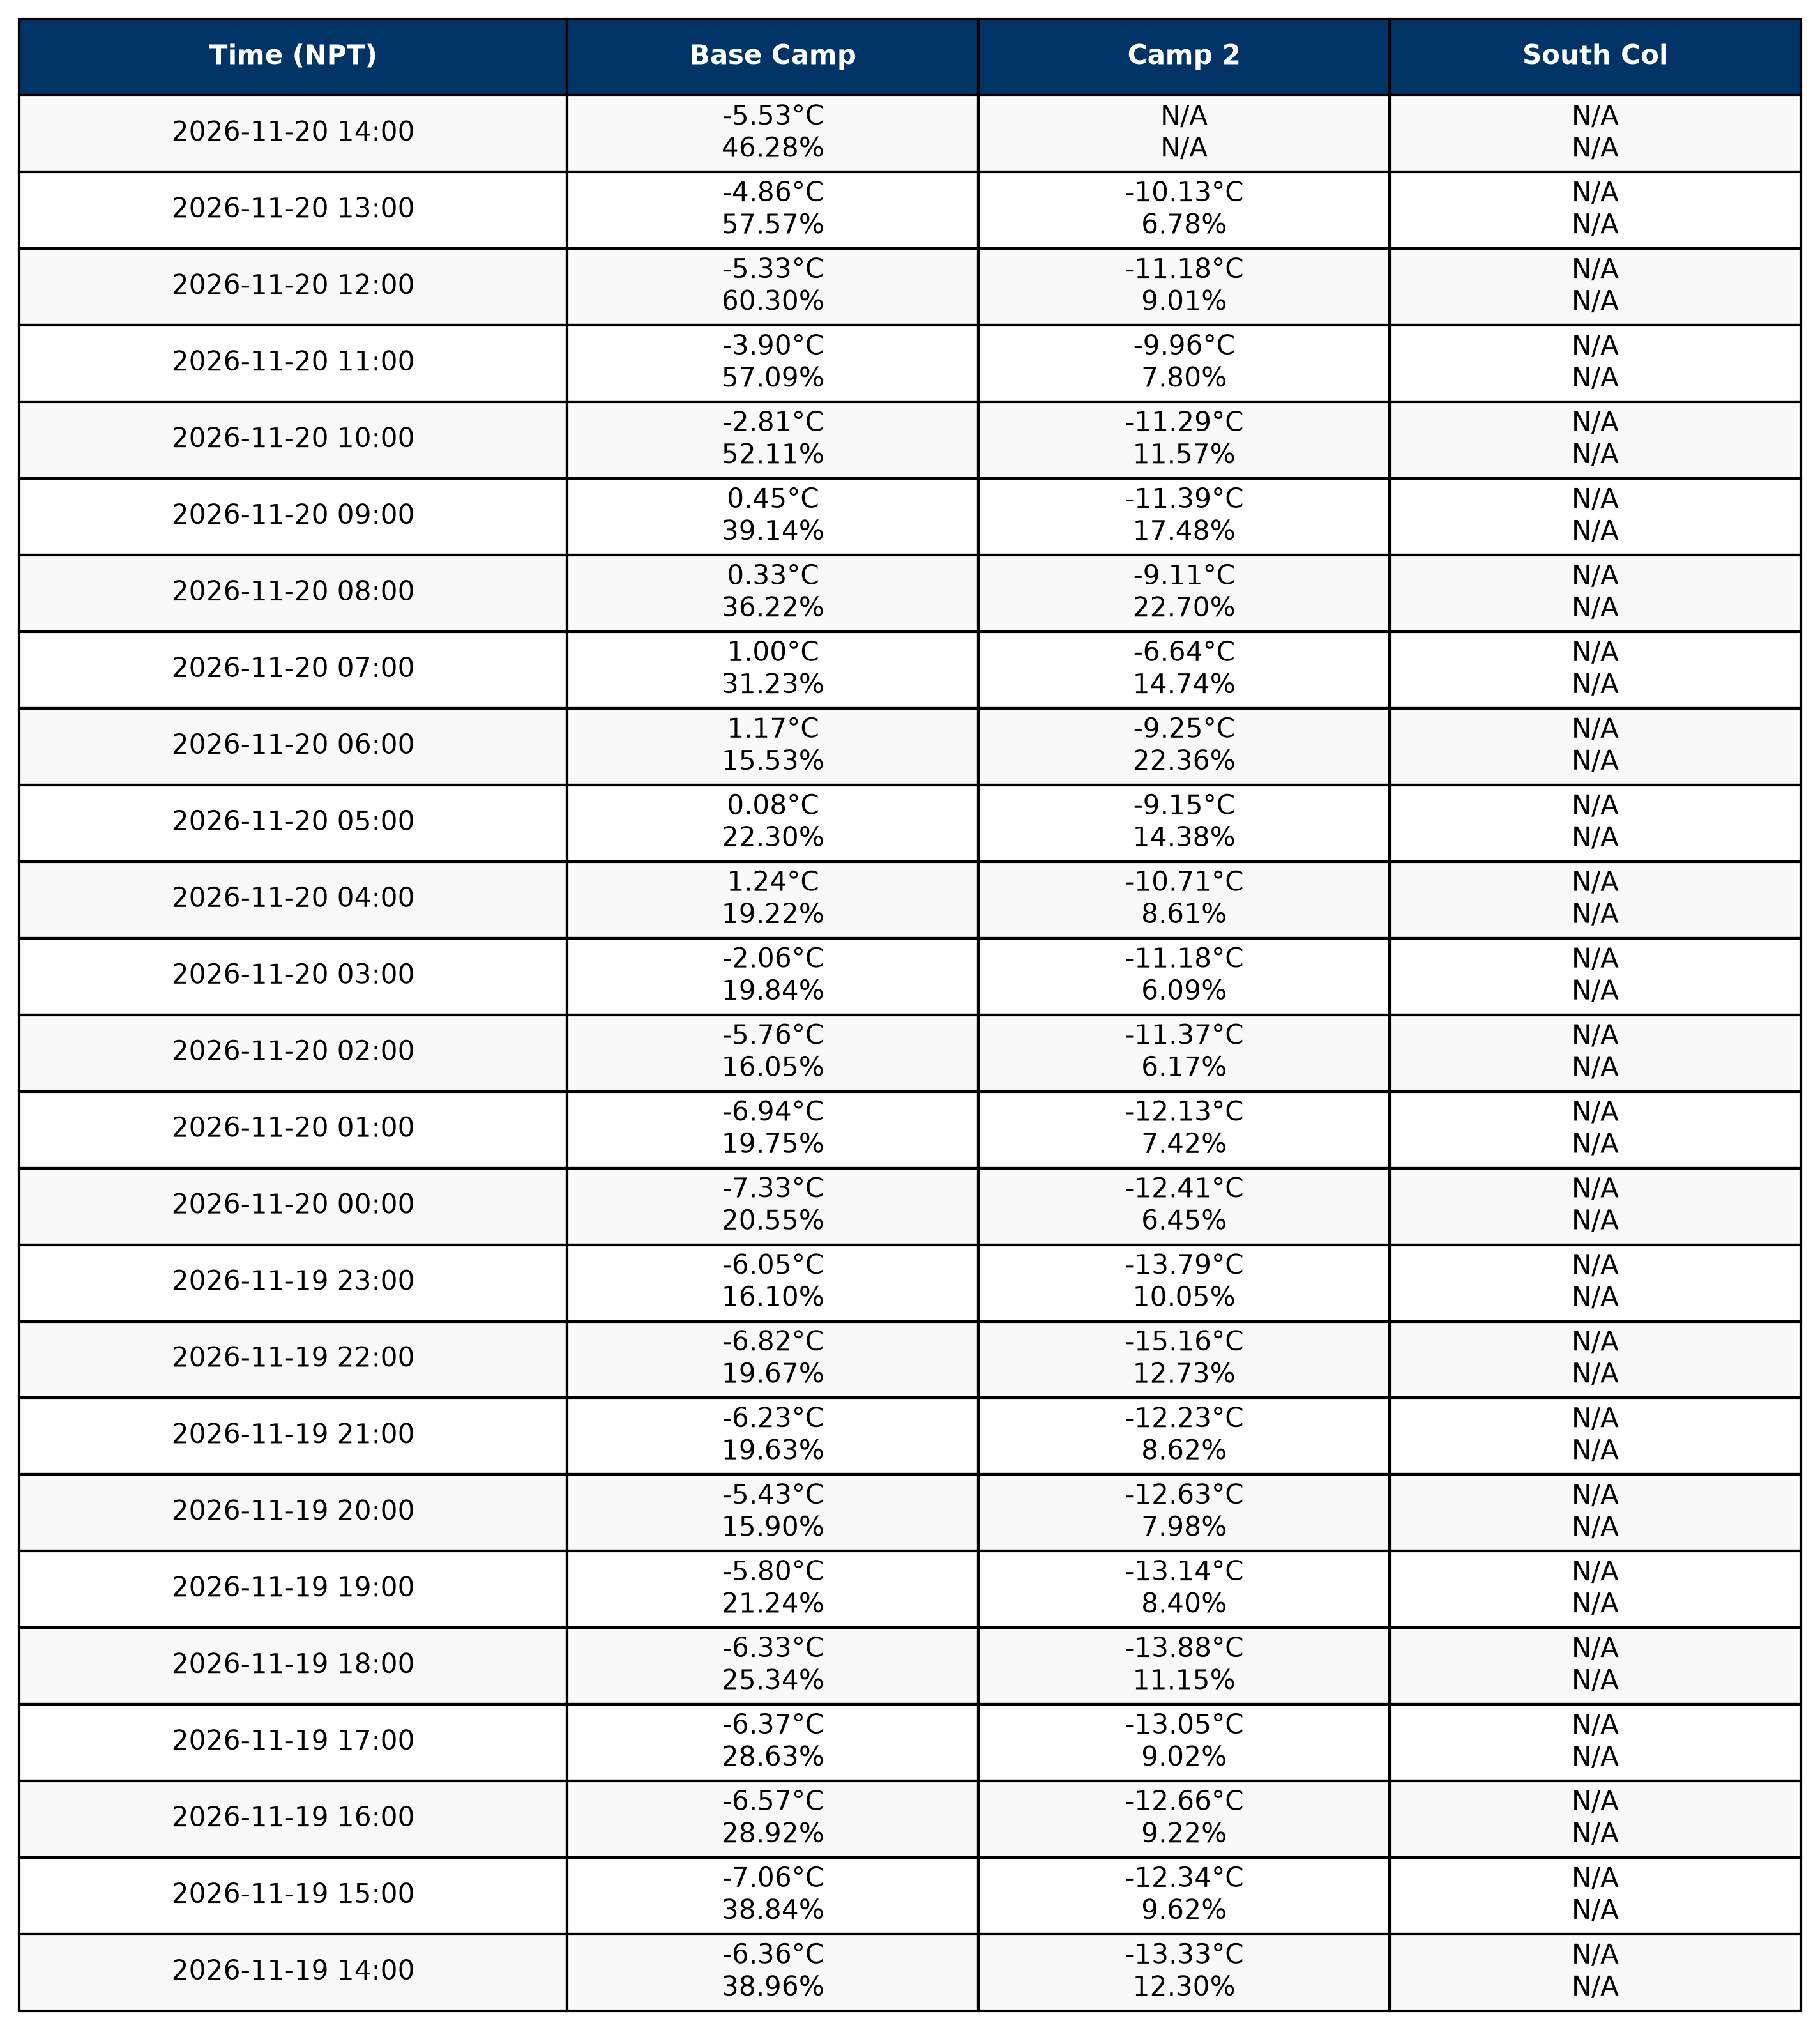 Time (NPT) Base Camp Camp 2 South Col
2026-11-20 14:00 -5.53°C 46.28% N/A N/A N/A N/A
2026-11-20 13:00 -4.86°C 57.57% -10.13°C 6.78% N/A N/A
2026-11-20 12:00 -5.33°C 60.30% -11.18°C 9.01% N/A N/A
2026-11-20 11:00 -3.90°C 57.09% -9.96°C 7.80% N/A N/A
2026-11-20 10:00 -2.81°C 52.11% -11.29°C 11.57% N/A N/A
2026-11-20 09:00 0.45°C 39.14% -11.39°C 17.48% N/A N/A
2026-11-20 08:00 0.33°C 36.22% -9.11°C 22.70% N/A N/A
2026-11-20 07:00 1.00°C 31.23% -6.64°C 14.74% N/A N/A
2026-11-20 06:00 1.17°C 15.53% -9.25°C 22.36% N/A N/A
2026-11-20 05:00 0.08°C 22.30% -9.15°C 14.38% N/A N/A
2026-11-20 04:00 1.24°C 19.22% -10.71°C 8.61% N/A N/A
2026-11-20 03:00 -2.06°C 19.84% -11.18°C 6.09% N/A N/A
2026-11-20 02:00 -5.76°C 16.05% -11.37°C 6.17% N/A N/A
2026-11-20 01:00 -6.94°C 19.75% -12.13°C 7.42% N/A N/A
2026-11-20 00:00 -7.33°C 20.55% -12.41°C 6.45% N/A N/A
2026-11-19 23:00 -6.05°C 16.10% -13.79°C 10.05% N/A N/A
2026-11-19 22:00 -6.82°C 19.67% -15.16°C 12.73% N/A N/A
2026-11-19 21:00 -6.23°C 19.63% -12.23°C 8.62% N/A N/A
2026-11-19 20:00 -5.43°C 15.90% -12.63°C 7.98% N/A N/A
2026-11-19 19:00 -5.80°C 21.24% -13.14°C 8.40% N/A N/A
2026-11-19 18:00 -6.33°C 25.34% -13.88°C 11.15% N/A N/A
2026-11-19 17:00 -6.37°C 28.63% -13.05°C 9.02% N/A N/A
2026-11-19 16:00 -6.57°C 28.92% -12.66°C 9.22% N/A N/A
2026-11-19 15:00 -7.06°C 38.84% -12.34°C 9.62% N/A N/A
2026-11-19 14:00 -6.36°C 38.96% -13.33°C 12.30% N/A N/A